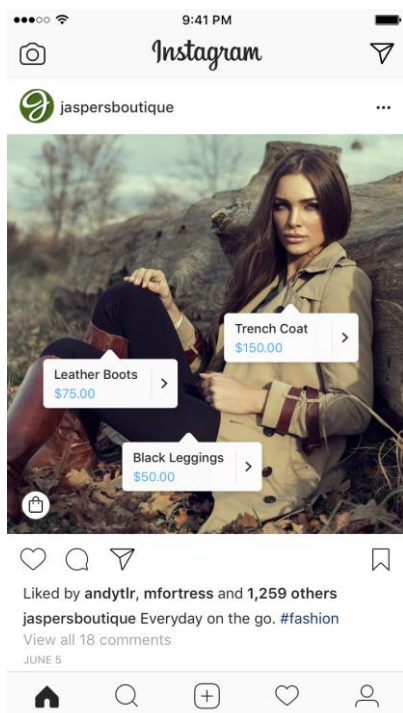 9:41 PM
Instagram
jaspersboutique
Trench Coat
$150.00
Leather Boots
$75.00
Black Leggings
$50.00
Liked by andytlr, mfortress and 1,259 others
jaspersboutique Everyday on the go. #fashion
View all 18 comments
JUNE 5